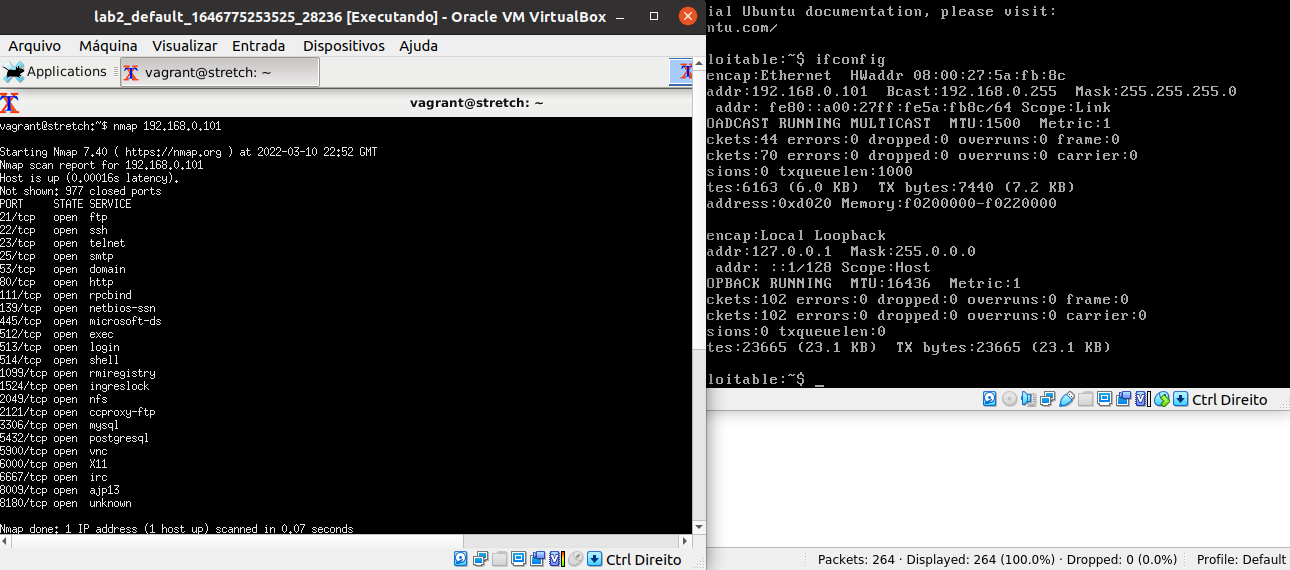 lab2_default_1646775253525_28236 [Executando] - Oracle VM VirtualBox
Arquivo Máquina Visualizar Entrada Dispositivos Ajuda
Applications vagrant@stretch: ~
vagrant@stretch: ~
vagrant@stretch:~$ nmap 192.168.0.101
Starting Nmap 7.40 ( https://nmap.org ) at 2022-03-10 22:52 GMT
Nmap scan report for 192.168.0.101
Host is up (0.00016s latency).
Not shown: 977 closed ports
PORT STATE SERVICE
21/tcp open ftp
22/tcp open ssh
23/tcp open telnet
25/tcp open smtp
53/tcp open domain
80/tcp open http
111/tcp open rpcbind
139/tcp open netbios-ssn
445/tcp open microsoft-ds
512/tcp open exec
513/tcp open login
514/tcp open shell
1099/tcp open rmiregistry
1524/tcp open ingreslock
2049/tcp open nfs
2121/tcp open ccproxy-ftp
3306/tcp open mysql
5432/tcp open postgresql
5900/tcp open vnc
6000/tcp open X11
6667/tcp open irc
8009/tcp open ajp13
8180/tcp open unknown
Nmap done: 1 IP address (1 host up) scanned in 0.07 seconds
Ctrl Direito
ial Ubuntu documentation, please visit:
ntu.com/
loitable:~$ ifconfig
encap:Ethernet HWaddr 08:00:27:5a:fb:8c
addr:192.168.0.101 Bcast:192.168.0.255 Mask:255.255.255.0
addr: fe80::a00:27ff:fe5a:fb8c/64 Scope:Link
OADCAST RUNNING MULTICAST MTU:1500 Metric:1
ckets:44 errors:0 dropped:0 overruns:0 frame:0
ckets:70 errors:0 dropped:0 overruns:0 carrier:0
sions:0 txqueuelen:1000
tes:6163 (6.0 KB) TX bytes:7440 (7.2 KB)
address:0xd020 Memory:f0200000-f0220000
encap:Local Loopback
addr:127.0.0.1 Mask:255.0.0.0
addr: ::1/128 Scope:Host
OPBACK RUNNING MTU:16436 Metric:1
ckets:102 errors:0 dropped:0 overruns:0 frame:0
ckets:102 errors:0 dropped:0 overruns:0 carrier:0
sions:0 txqueuelen:0
tes:23665 (23.1 KB) TX bytes:23665 (23.1 KB)
loitable:~$ _
Ctrl Direito
Packets: 264 · Displayed: 264 (100.0%) · Dropped: 0 (0.0%) Profile: Default